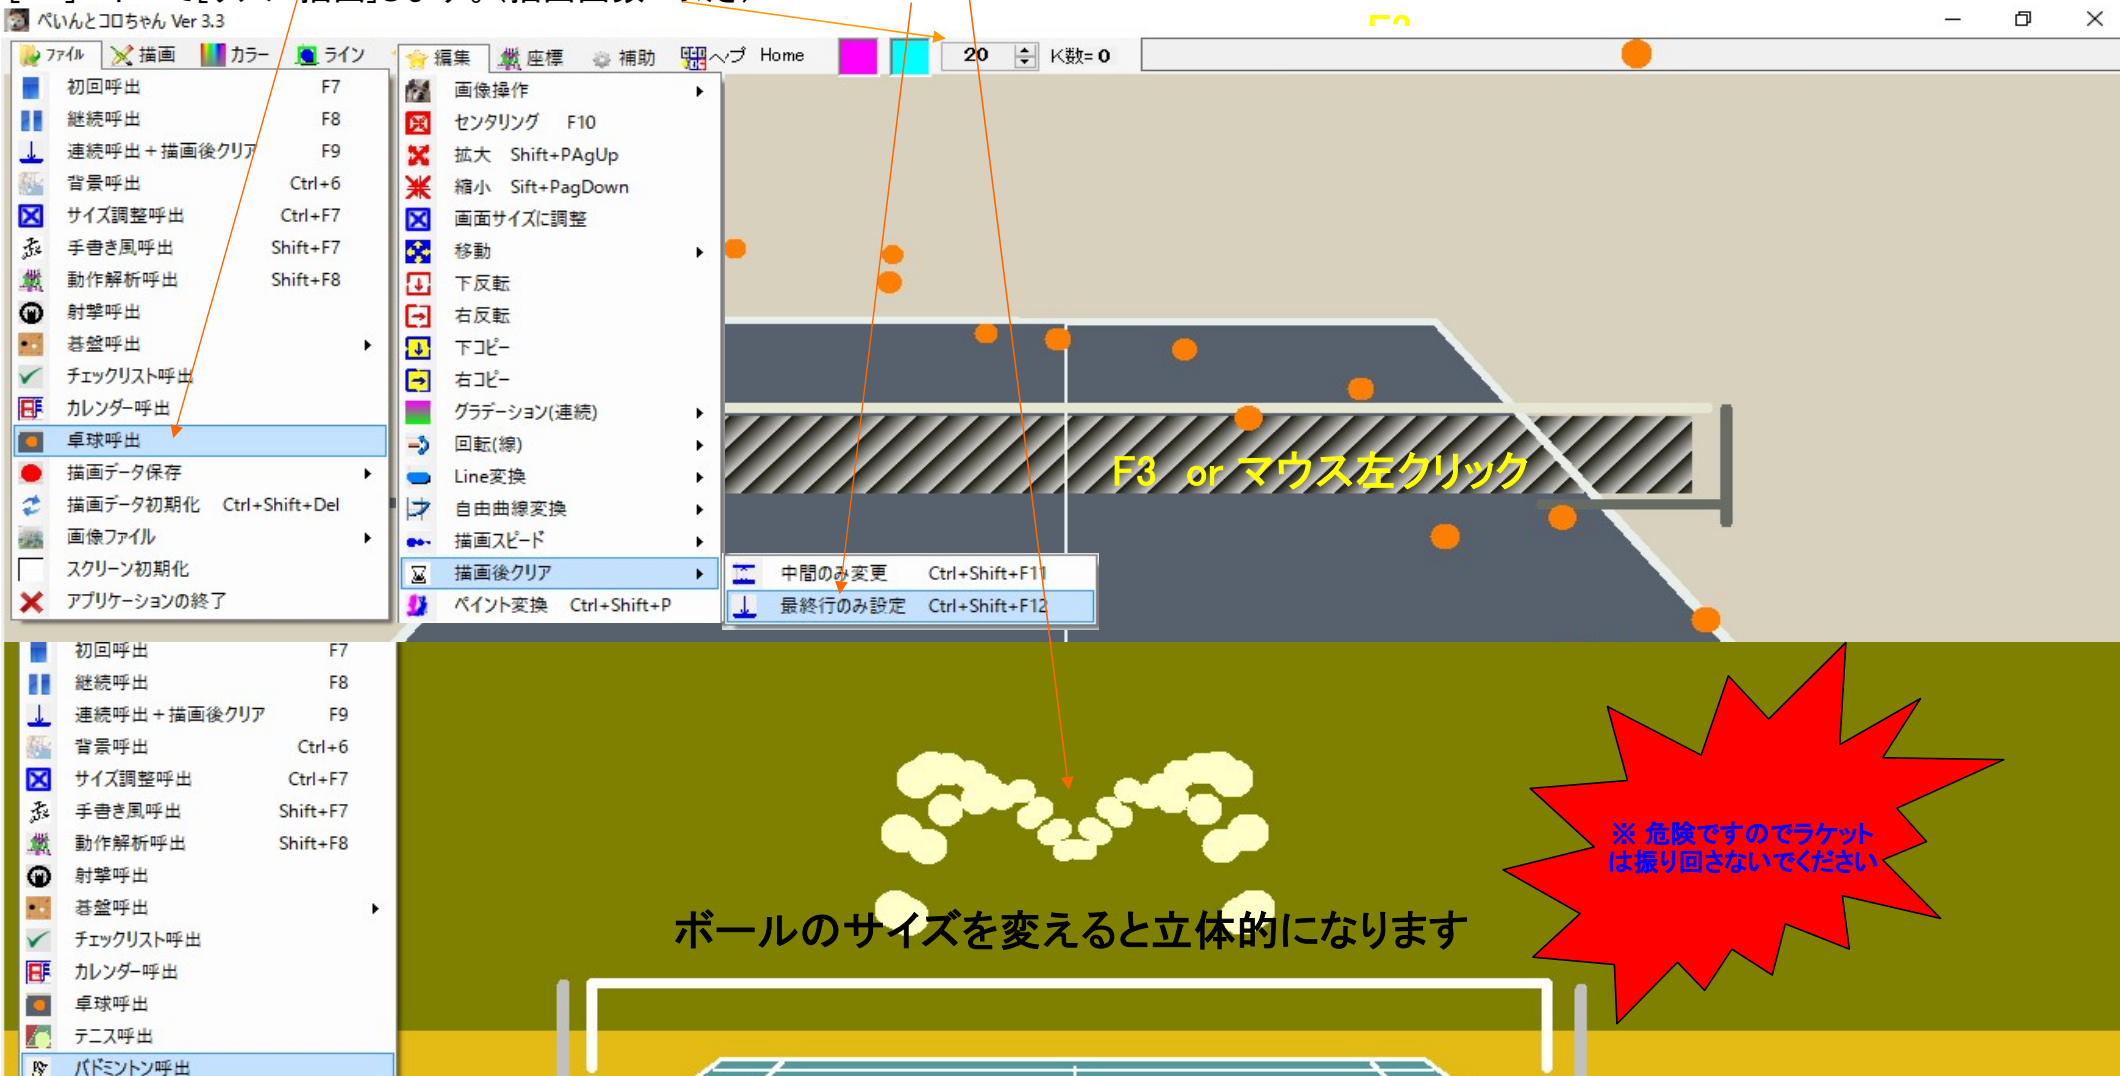 ぺいんとコロちゃん Ver 3.3
ファイル 描画 カラー ライン 編集 座標 補助 ヘプ Home 20 K数= 0
初回呼出 F7
継続呼出 F8
連続呼出+描画後クリア F9
背景呼出 Ctrl+6
サイズ調整呼出 Ctrl+F7
手書き風呼出 Shift+F7
動作解析呼出 Shift+F8
射撃呼出
碁盤呼出
チェックリスト呼出
カレンダー呼出
卓球呼出
描画データ保存
描画データ初期化 Ctrl+Shift+Del
画像ファイル
スクリーン初期化
アプリケーションの終了
画像操作
センタリング F10
拡大 Shift+PAgUp
縮小 Sift+PagDown
画面サイズに調整
移動
下反転
右反転
下コピー
右コピー
グラデーション(連続)
回転(線)
Line変換
自由曲線変換
描画スピード
描画後クリア
ペイント変換 Ctrl+Shift+P
中間のみ変更 Ctrl+Shift+F11
最終行のみ設定 Ctrl+Shift+F12
F3 or マウス左クリック
初回呼出 F7
継続呼出 F8
連続呼出+描画後クリア F9
背景呼出 Ctrl+6
サイズ調整呼出 Ctrl+F7
手書き風呼出 Shift+F7
動作解析呼出 Shift+F8
射撃呼出
碁盤呼出
チェックリスト呼出
カレンダー呼出
卓球呼出
テニス呼出
バドミントン呼出
※ 危険ですのでラケット
は振り回さないでください
ボールのサイズを変えると立体的になります